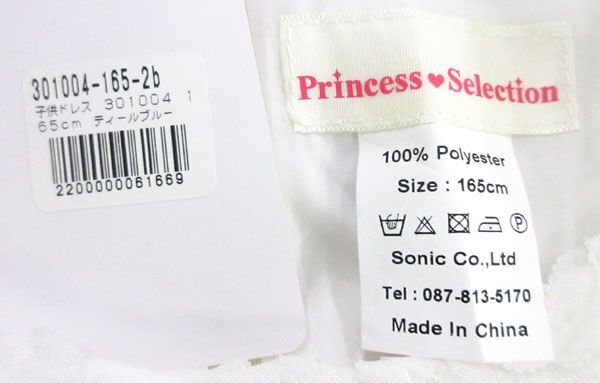 301004-165-2b
子供ドレス 301004 1
65cm ティールブルー
2200000061669
Princess♥Selection
100% Polyester
Size : 165cm
P
Sonic Co.,Ltd
Tel : 087-813-5170
Made In China